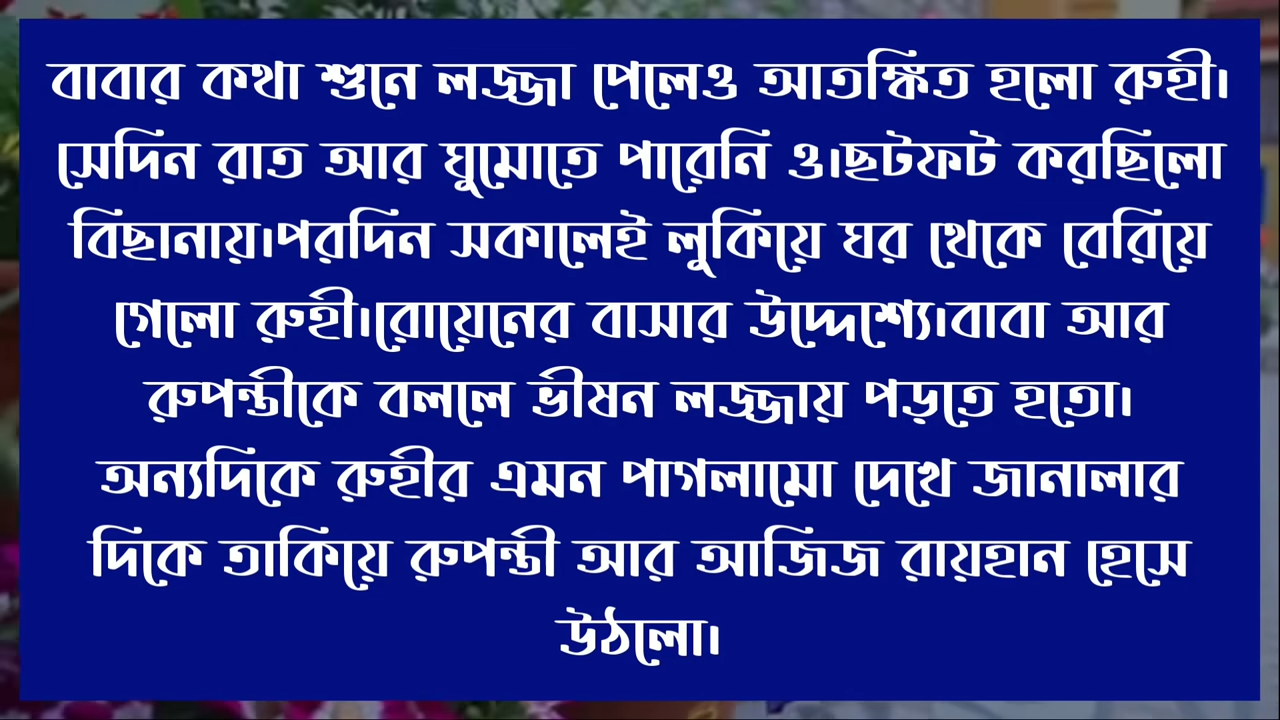 বাবার কথা শুনে লজ্জা পেলেও আতঙ্কিত হলো রুহী।
সেদিন রাত আর ঘুমোতে পারেনি ও।ছটফট করছিলো
বিছানায়।পরদিন সকালেই লুকিয়ে ঘর থেকে বেরিয়ে
গেলো রুহী।রোয়েনের বাসার উদ্দেশ্যে।বাবা আর
রুপন্তীকে বললে ভীষন লজ্জায় পড়তে হতো।
অন্যদিকে রুহীর এমন পাগলামো দেখে জানালার
দিকে তাকিয়ে রুপন্তী আর আজিজ রায়হান হেসে
উঠলো।